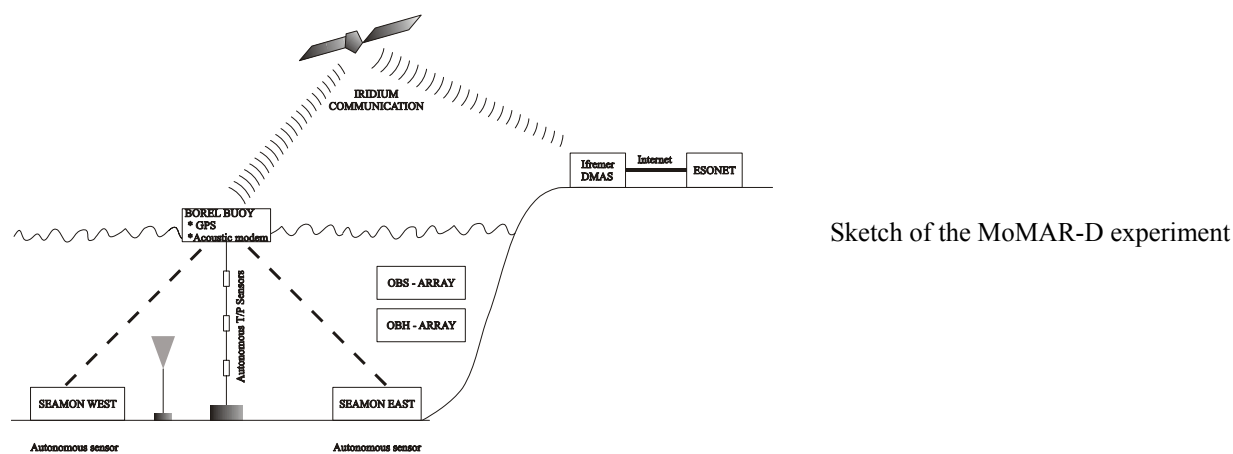 IRIDIUM
COMMUNICATION
Ifremer
DMAS
Internet
ESONET
BOREL BUOY
* GPS
*Acoustic modem
Sketch of the MoMAR-D experiment
Autonomous T/P Sensors
OBS - ARRAY
OBH - ARRAY
SEAMON WEST
SEAMON EAST
Autonomous sensor
Autonomous sensor